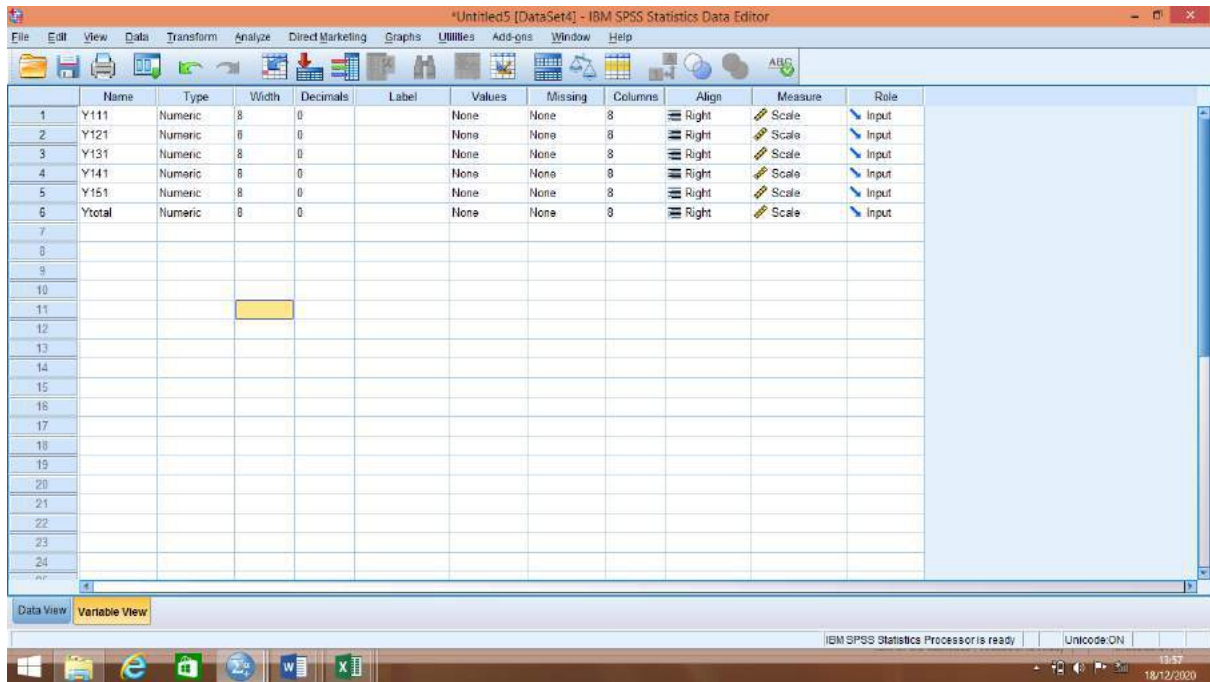 *Untitled5 [DataSet4] - IBM SPSS Statistics Data Editor
File Edit View Data Transform Analyze Direct Marketing Graphs Utilities Add-ons Window Help
ABC
Name Type Width Decimals Label Values Missing Columns Align Measure Role
1 Y111 Numeric 8 0 None None 8 Right Scale Input
2 Y121 Numeric 8 0 None None 8 Right Scale Input
3 Y131 Numeric 8 0 None None 8 Right Scale Input
4 Y141 Numeric 8 0 None None 8 Right Scale Input
5 Y151 Numeric 8 0 None None 8 Right Scale Input
6 Ytotal Numeric 8 0 None None 8 Right Scale Input
7
8
9
10
11
12
13
14
15
16
17
18
19
20
21
22
23
24
Data View Variable View
IBM SPSS Statistics Processor is ready Unicode:ON
13:57
18/12/2020